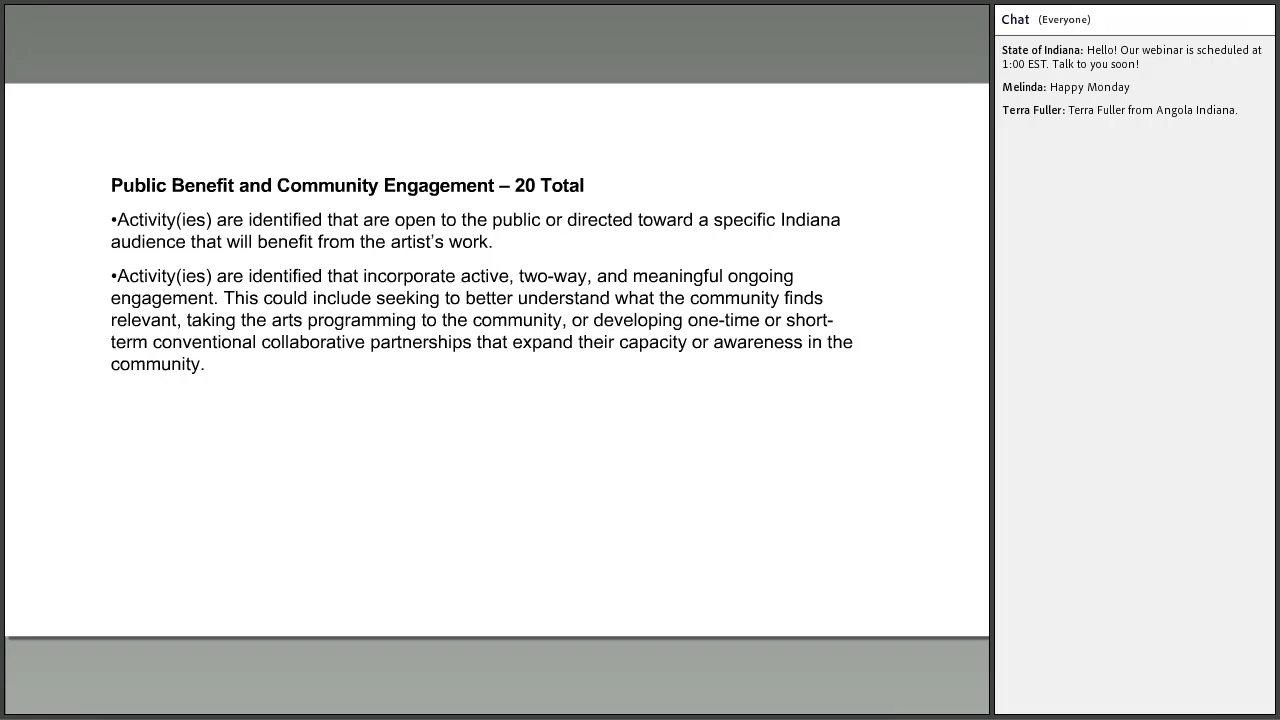 Public Benefit and Community Engagement – 20 Total
•Activity(ies) are identified that are open to the public or directed toward a specific Indiana
audience that will benefit from the artist’s work.
•Activity(ies) are identified that incorporate active, two-way, and meaningful ongoing
engagement. This could include seeking to better understand what the community finds
relevant, taking the arts programming to the community, or developing one-time or short-
term conventional collaborative partnerships that expand their capacity or awareness in the
community.
Chat (Everyone)
State of Indiana: Hello! Our webinar is scheduled at
1:00 EST. Talk to you soon!
Melinda: Happy Monday
Terra Fuller: Terra Fuller from Angola Indiana.